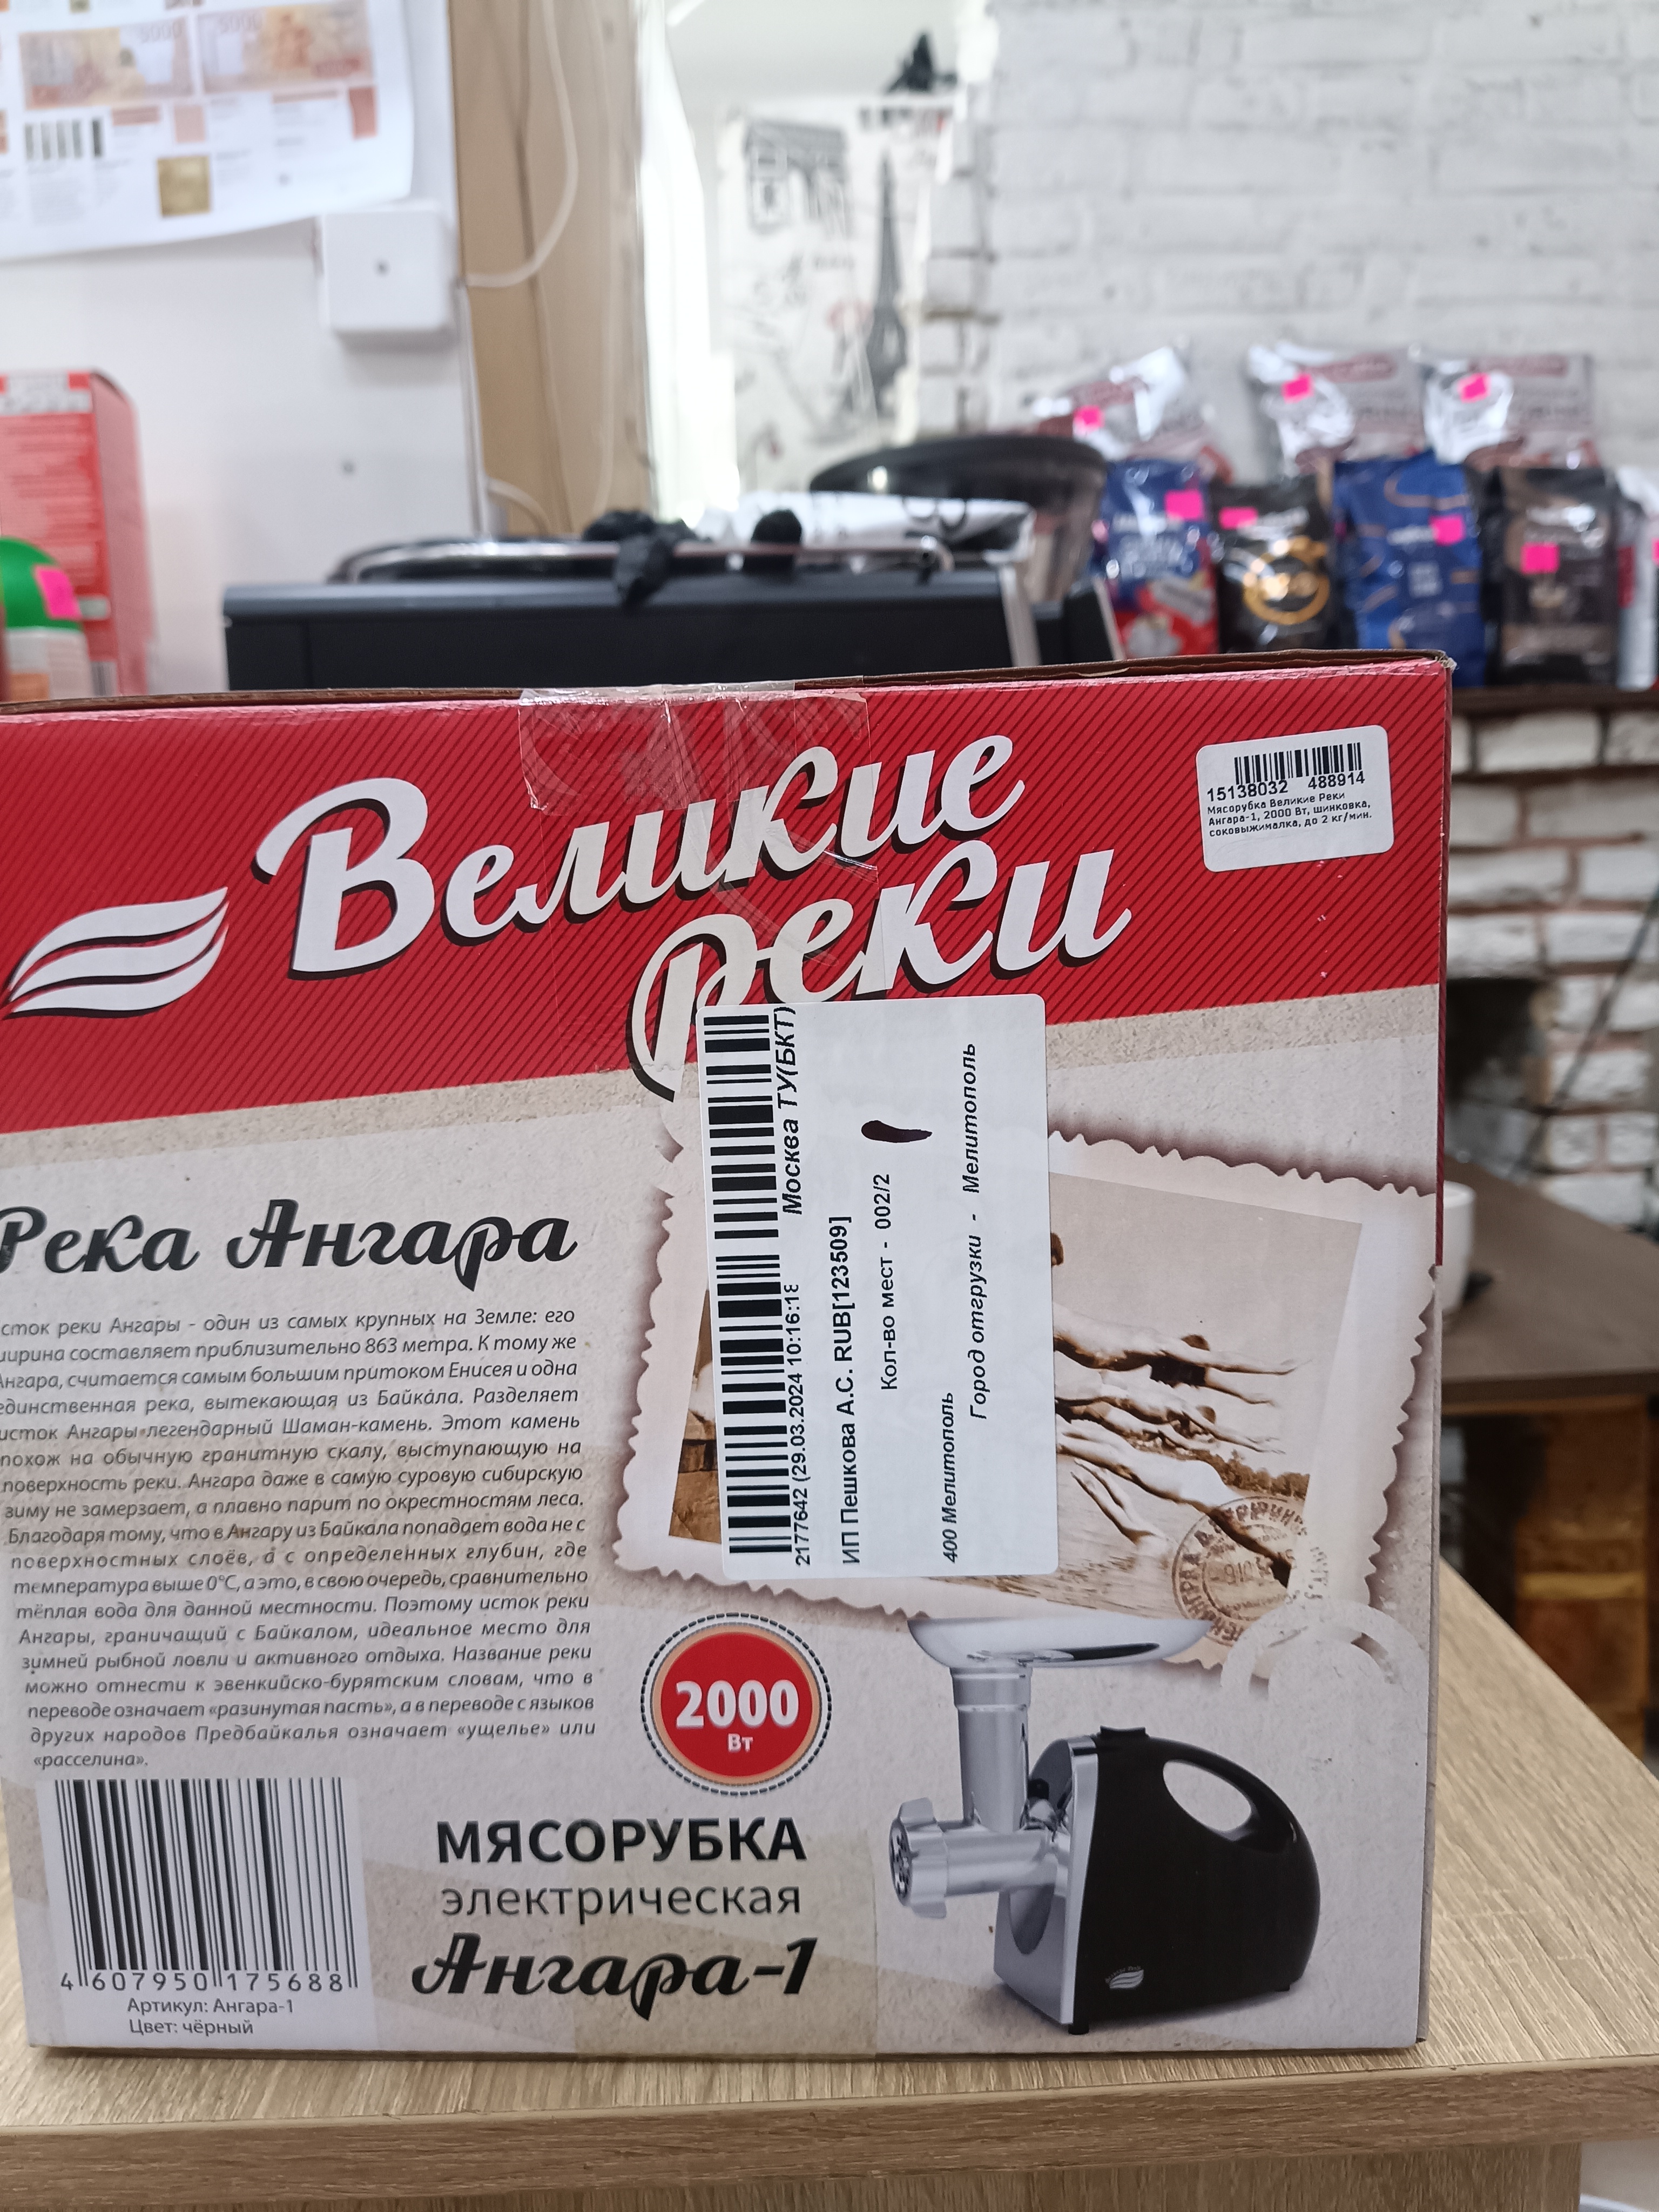 Великие
реки
15138032 488914
Мясорубка Великие Реки
Ангара-1, 2000 Вт, шинковка,
соковыжималка, до 2 кг/мин.
Москва ТУ(БКТ)
2177642 (29.03.2024 10:16:18
ИП Пешкова А.С. RUB[123509]
Кол-во мест - 002/2
400 Мелитополь
Город отгрузки - Мелитополь
Река Ангара
сток реки Ангары - один из самых крупных на Земле: его
ширина составляет приблизительно 863 метра. К тому же
Ангара, считается самым большим притоком Енисея и одна
единственная река, вытекающая из Байкáла. Разделяет
исток Ангары легендарный Шаман-камень. Этот камень
похож на обычную гранитную скалу, выступающую на
поверхность реки. Ангара даже в самую суровую сибирскую
зиму не замерзает, а плавно парит по окрестностям леса.
Благодаря тому, что в Ангару из Байкала попадает вода не с
поверхностных слоёв, а с определенных глубин, где
температура выше 0°С, а это, в свою очередь, сравнительно
тёплая вода для данной местности. Поэтому исток реки
Ангары, граничащий с Байкалом, идеальное место для
зимней рыбной ловли и активного отдыха. Название реки
можно отнести к эвенкийско-бурятским словам, что в
переводе означает «разинутая пасть», а в переводе с языков
других народов Предбайкалья означает «ущелье» или
«расселина».
2000
Вт
МЯСОРУБКА
электрическая
Ангара-1
4 607950 175688
Артикул: Ангара-1
Цвет: чёрный